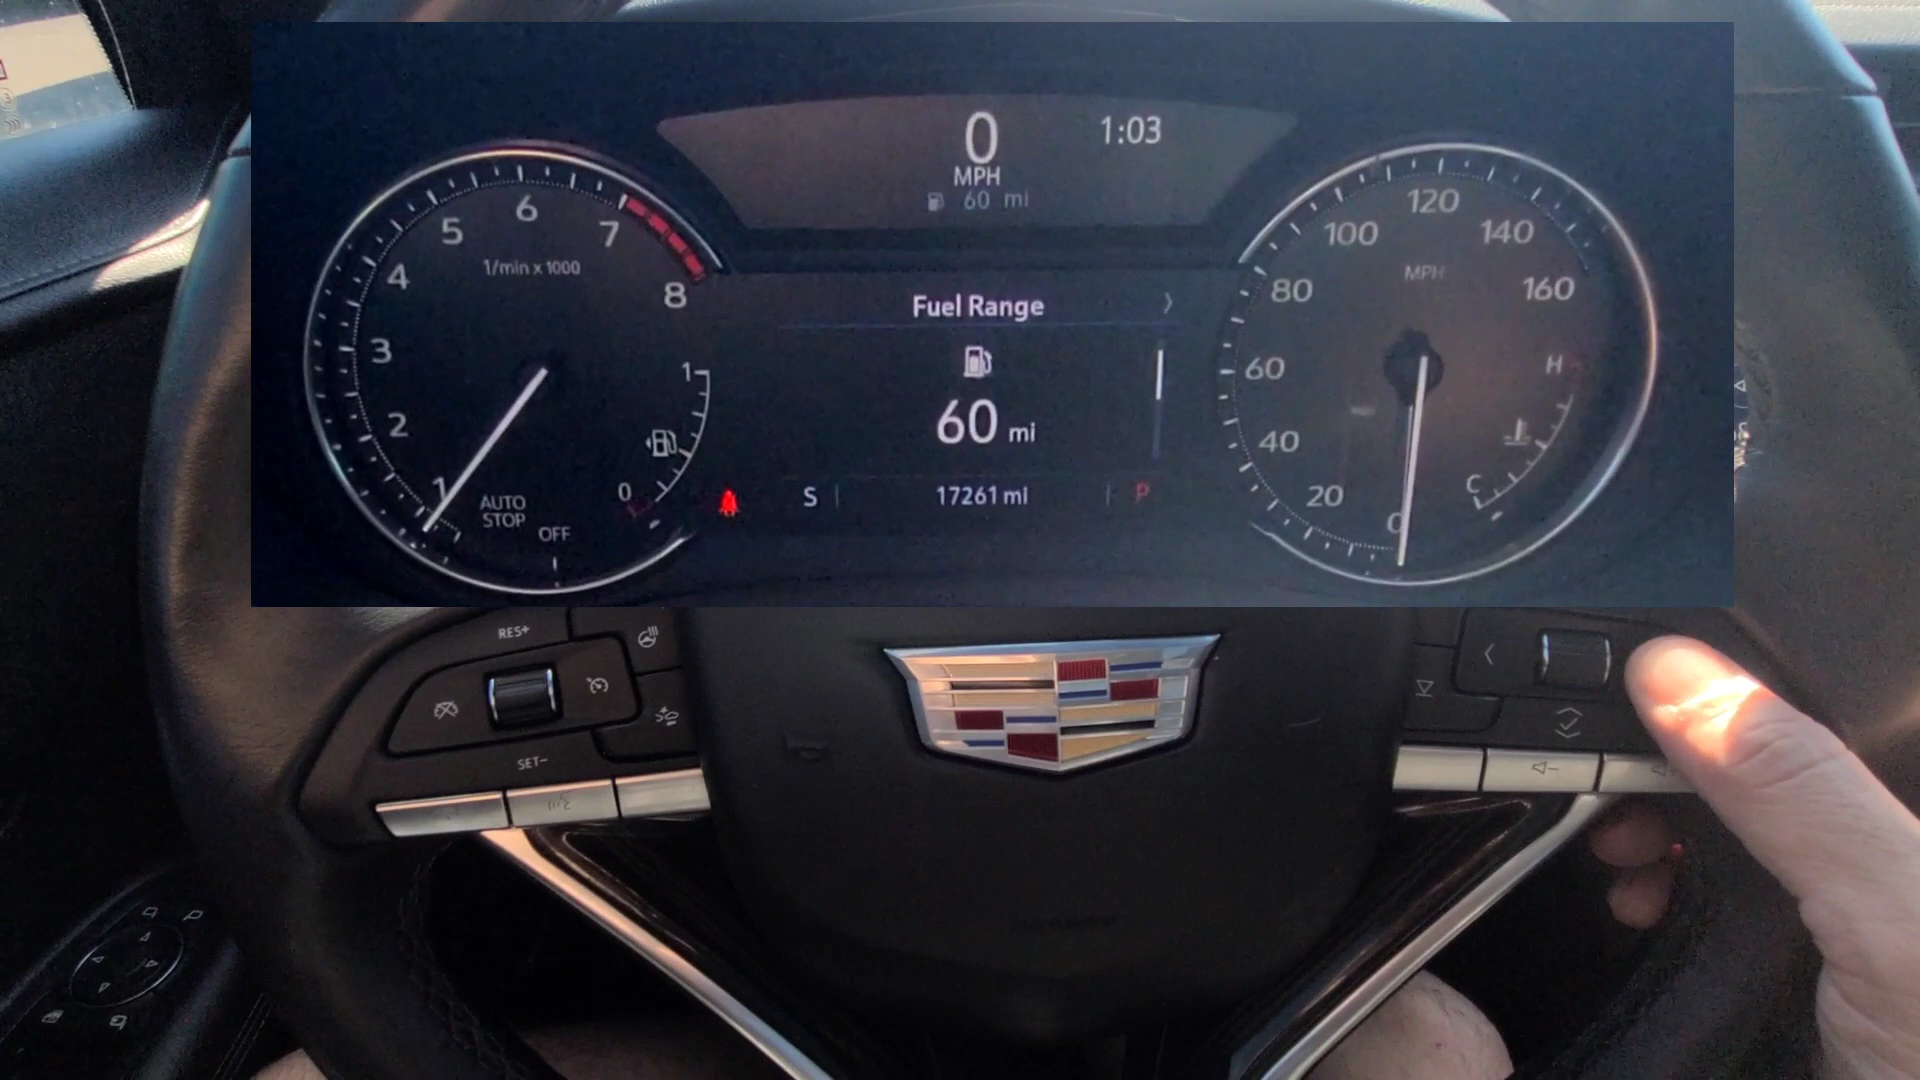 0
MPH
60 mi
1:03
5
6
7
4
8
3
2
1
1/min x 1000
AUTO
STOP
OFF
1
0
Fuel Range
60 mi
S
17261 mi
P
120
100
140
80
160
MPH
60
40
20
0
H
C
RES+
SET−